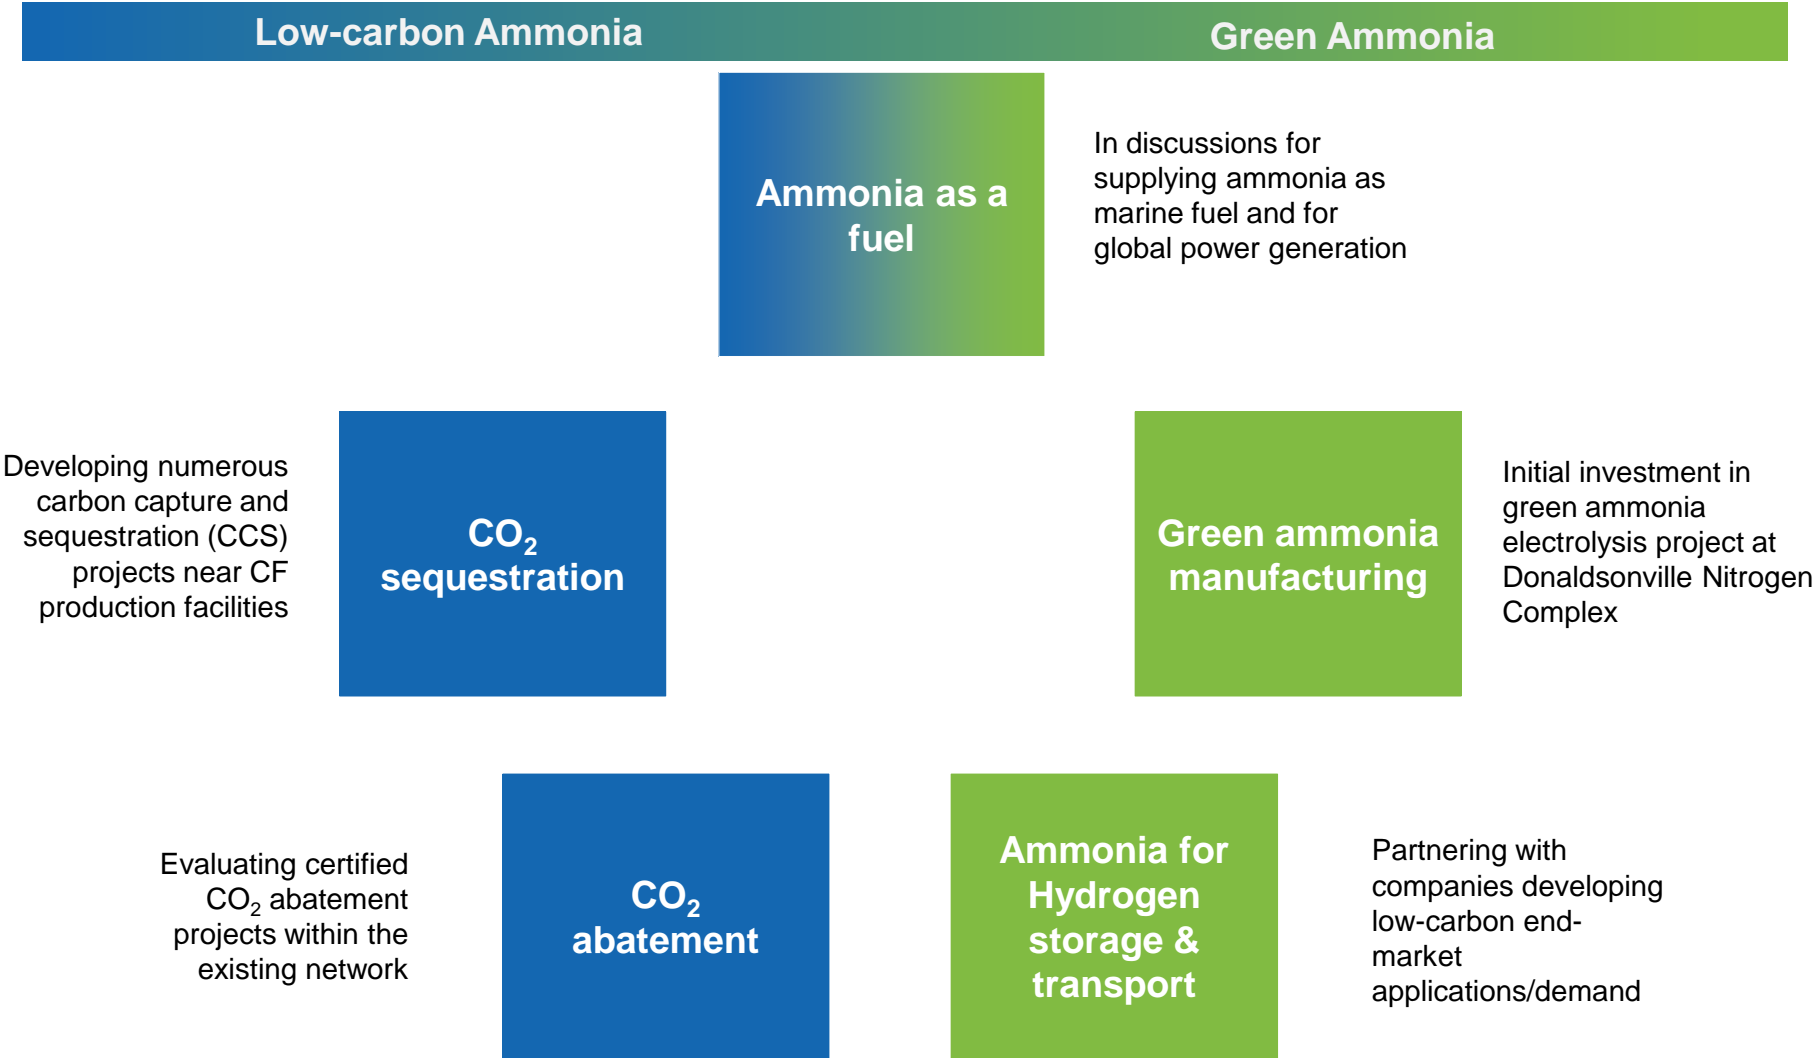 Low-carbon Ammonia
Green Ammonia
Ammonia as a
fuel
In discussions for
supplying ammonia as
marine fuel and for
global power generation
Developing numerous
carbon capture and
sequestration (CCS)
projects near CF
production facilities
CO₂
sequestration
Green ammonia
manufacturing
Initial investment in
green ammonia
electrolysis project at
Donaldsonville Nitrogen
Complex
Evaluating certified
CO₂ abatement
projects within the
existing network
CO₂
abatement
Ammonia for
Hydrogen
storage &
transport
Partnering with
companies developing
low-carbon end-
market
applications/demand